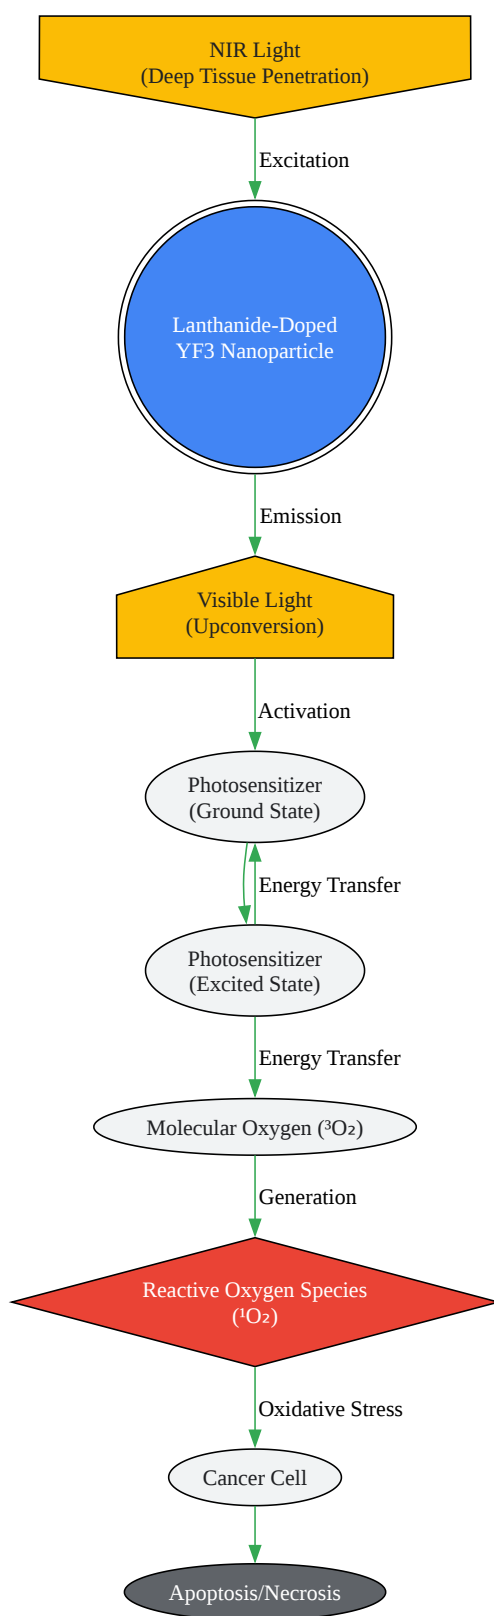 NIR Light
(Deep Tissue Penetration)
Excitation
Lanthanide-Doped
YF3 Nanoparticle
Emission
Visible Light
(Upconversion)
Activation
Photosensitizer
(Ground State)
Energy Transfer
Photosensitizer
(Excited State)
Energy Transfer
Molecular Oxygen (³O₂)
Generation
Reactive Oxygen Species
(¹O₂)
Oxidative Stress
Cancer Cell
Apoptosis/Necrosis